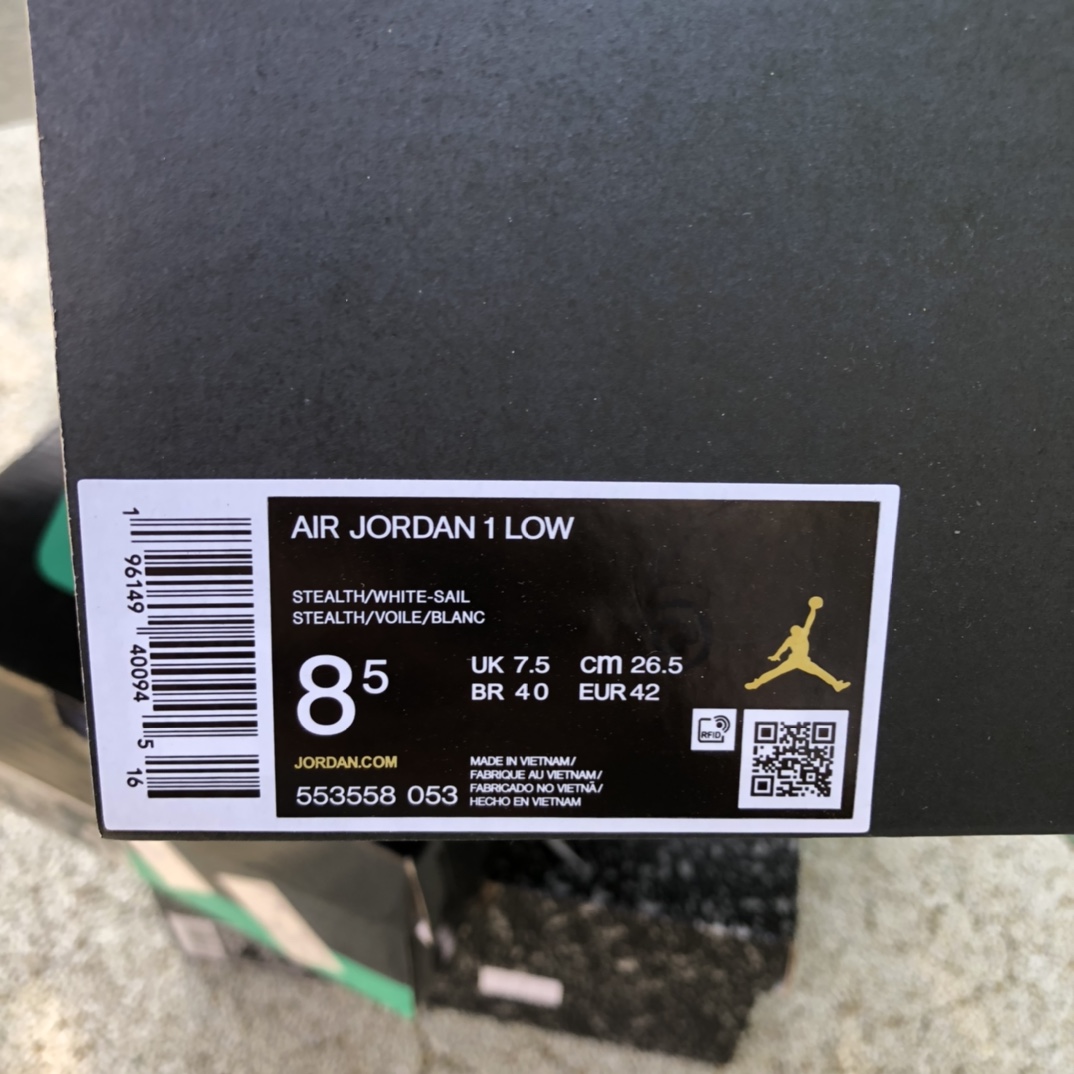 AIR JORDAN 1 LOW
STEALTH/WHITE-SAIL
STEALTH/VOILE/BLANC
8 5
UK 7.5 cm 26.5
BR 40 EUR 42
RFID
JORDAN.COM
553558 053
MADE IN VIETNAM/
FABRIQUE AU VIETNAM/
FABRICADO NO VIETNÃ/
HECHO EN VIETNAM
1 96149 40094 5 16